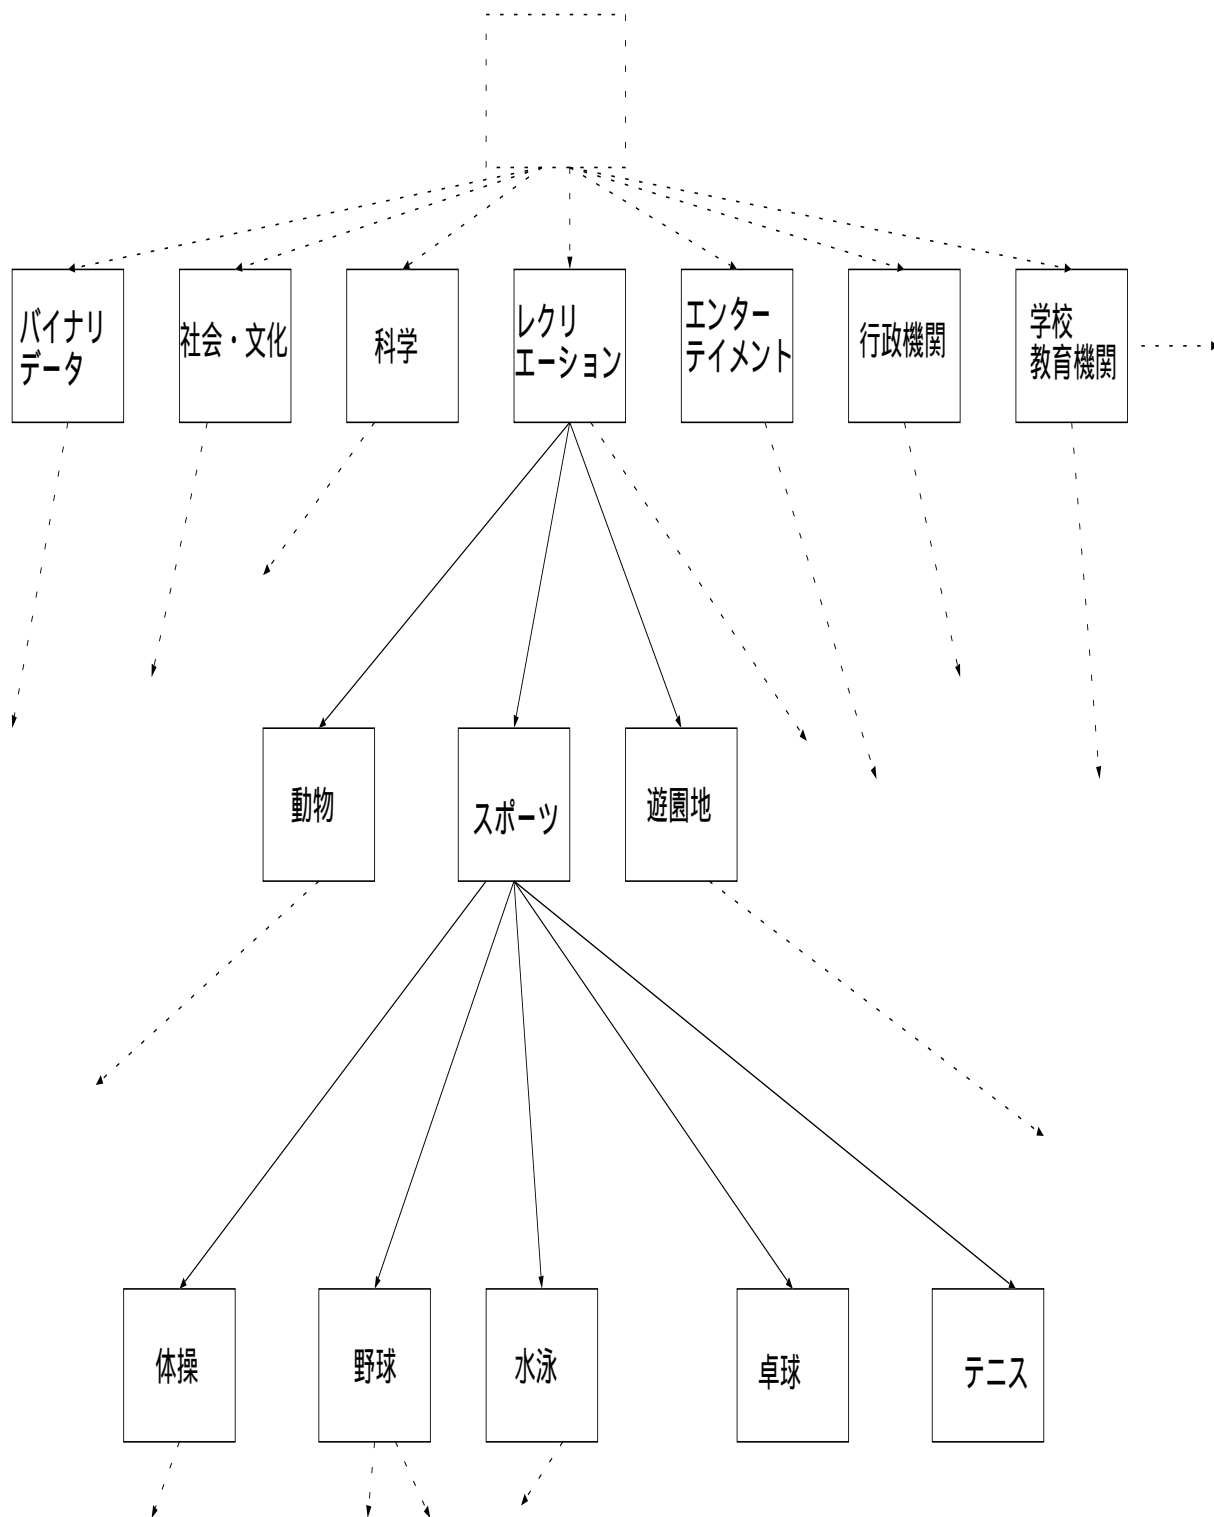 バイナリ
データ
社会・文化
科学
レクリ
エーション
エンター
テイメント
行政機関
学校
教育機関
動物
スポーツ
遊園地
体操
野球
水泳
卓球
テニス